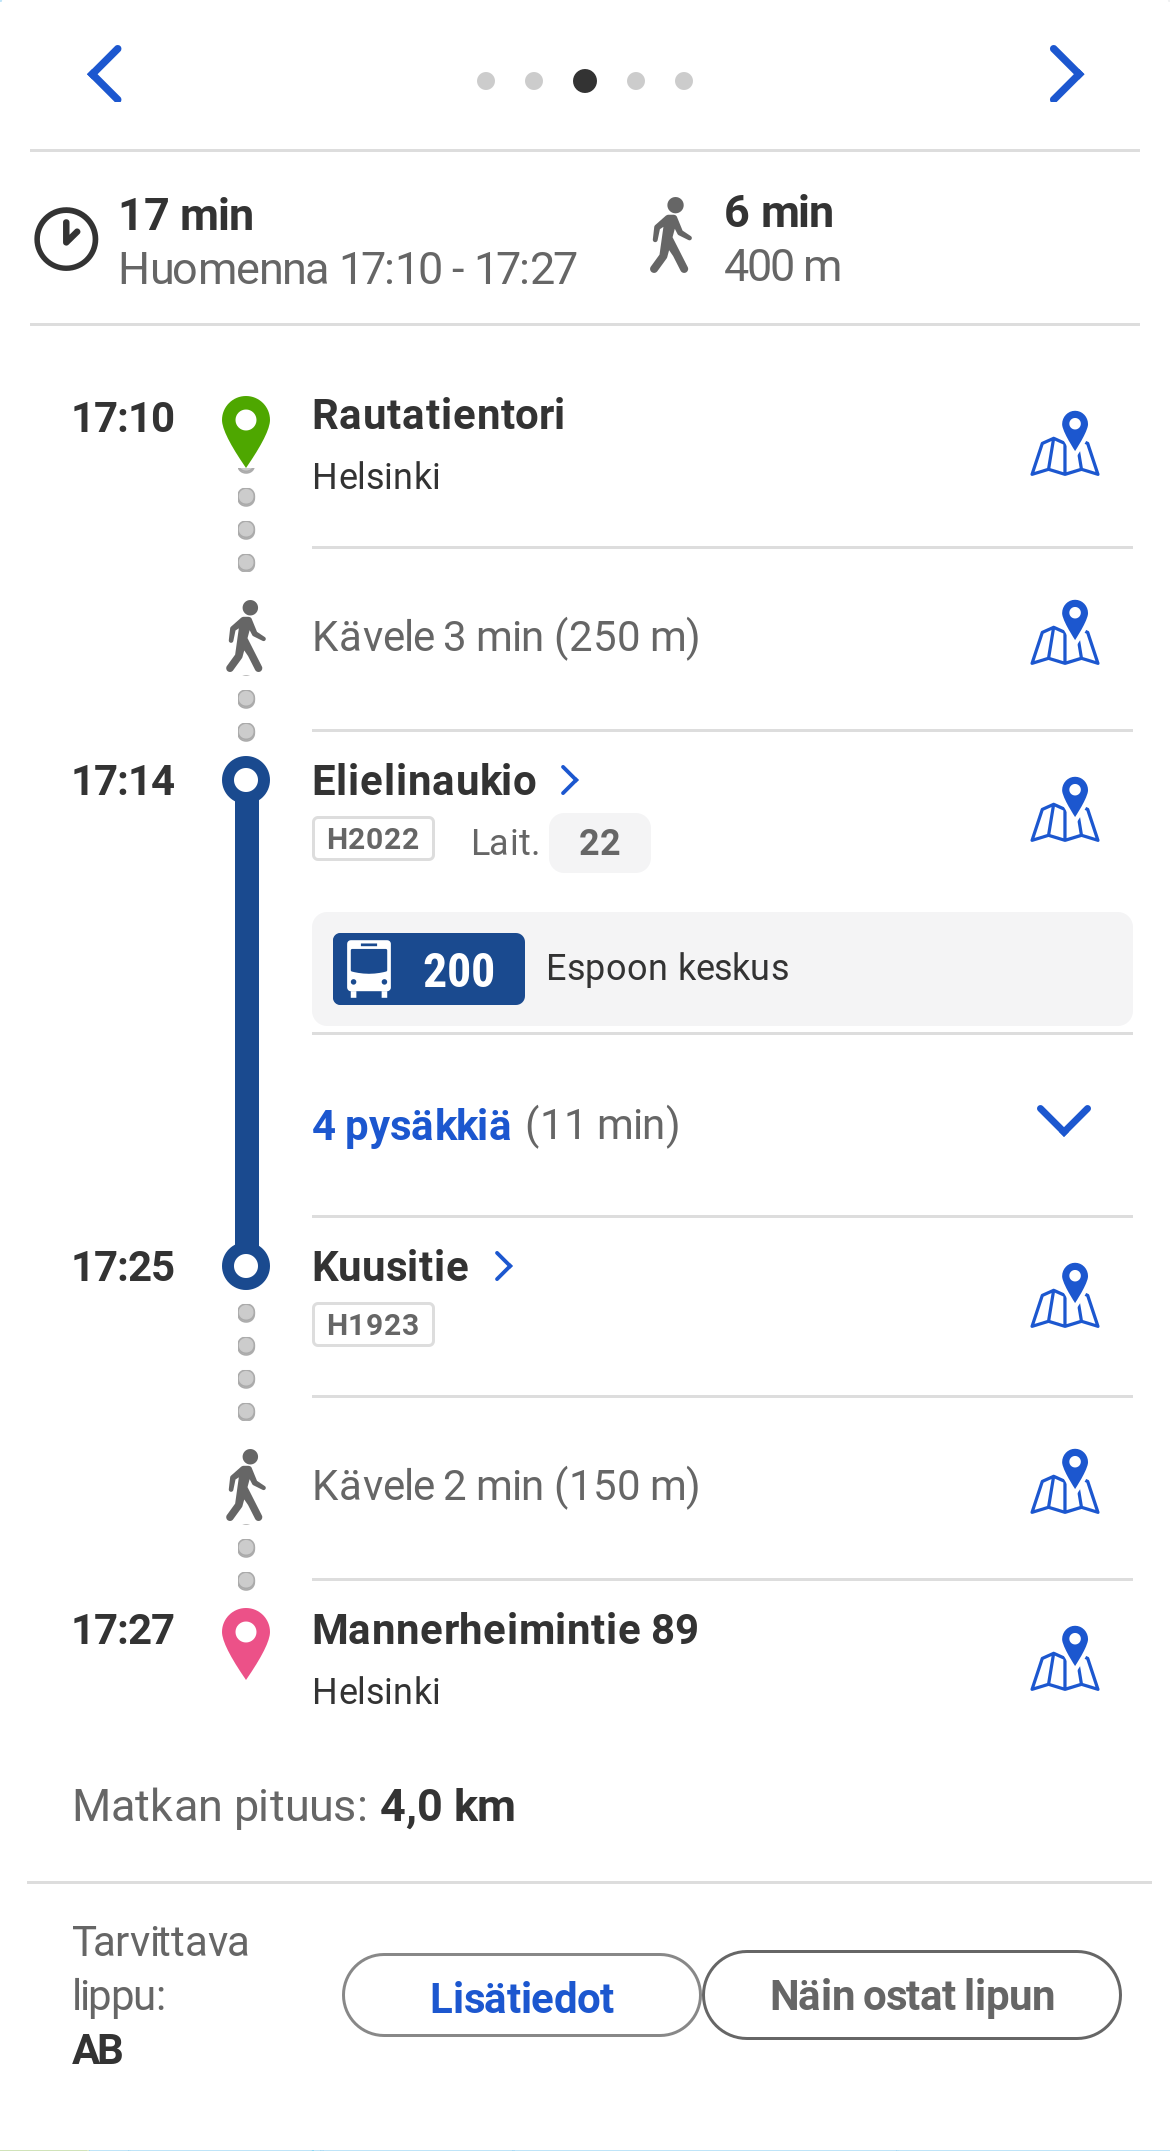 17 min
Huomenna 17:10 - 17:27
6 min
400 m
17:10
Rautatientori
Helsinki
Kävele 3 min (250 m)
17:14
Elielinaukio
H2022 Lait. 22
200 Espoon keskus
4 pysäkkiä (11 min)
17:25
Kuusitie
H1923
Kävele 2 min (150 m)
17:27
Mannerheimintie 89
Helsinki
Matkan pituus: 4,0 km
Tarvittava
lippu:
AB
Lisätiedot
Näin ostat lipun